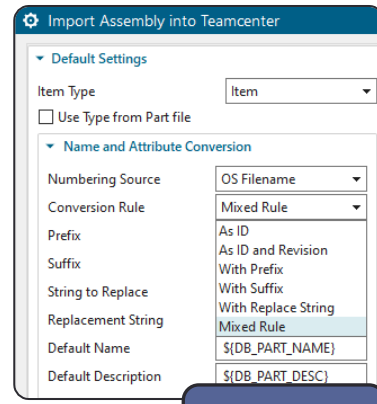 Import Assembly into Teamcenter
Default Settings
Item Type Item
Use Type from Part file
Name and Attribute Conversion
Numbering Source OS Filename
Conversion Rule Mixed Rule
Prefix As ID
As ID and Revision
Suffix With Prefix
With Suffix
String to Replace With Replace String
Replacement String Mixed Rule
Default Name ${DB_PART_NAME}
Default Description ${DB_PART_DESC}